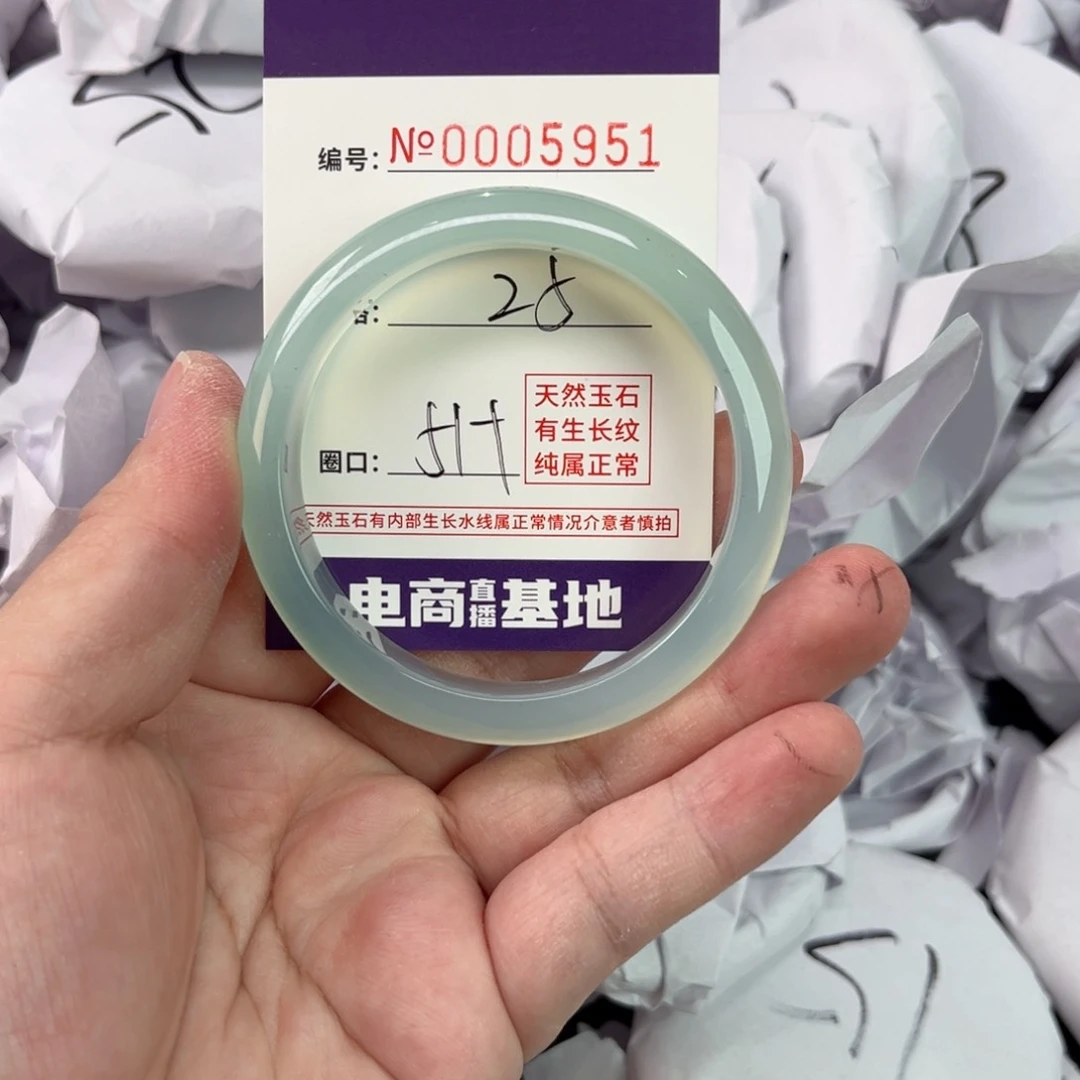 编号: №0005951
28
圈口: 54
天然玉石
有生长纹
纯属正常
天然玉石有内部生长水线属正常情况介意者慎拍
电商直播基地
51